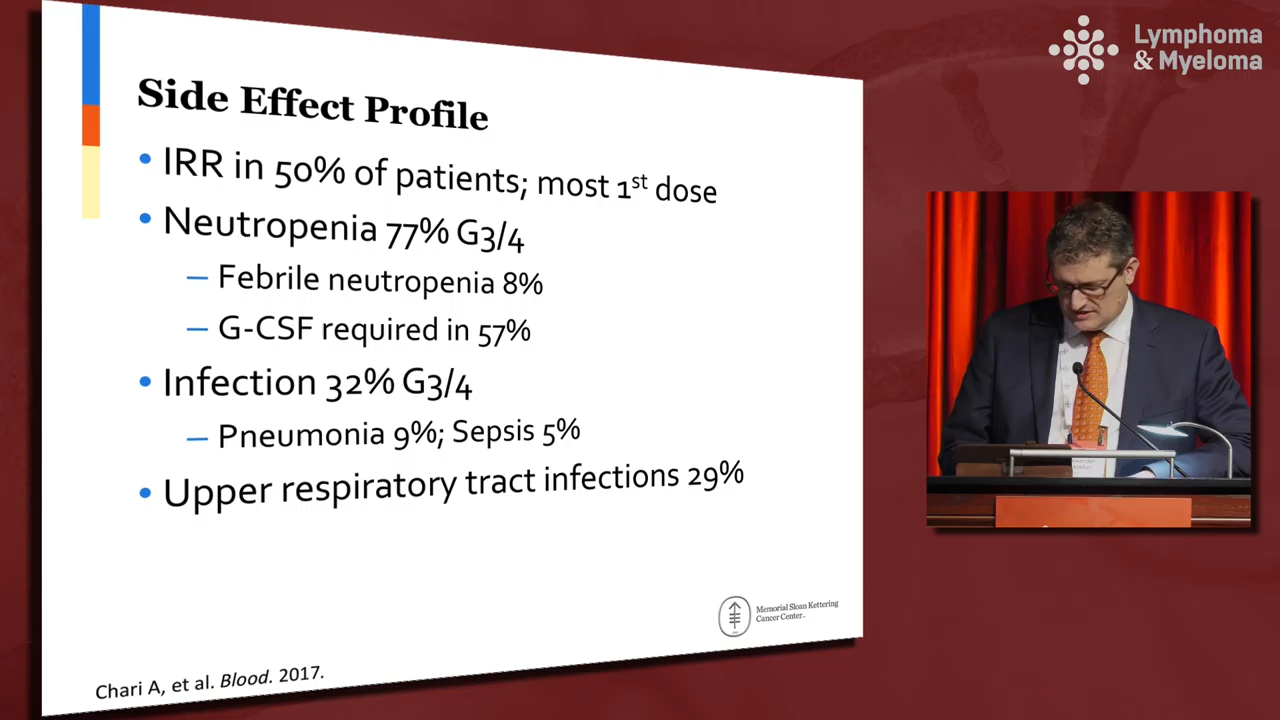 Lymphoma
& Myeloma
Side Effect Profile
• IRR in 50% of patients; most 1st dose
• Neutropenia 77% G3/4
– Febrile neutropenia 8%
– G-CSF required in 57%
• Infection 32% G3/4
– Pneumonia 9%; Sepsis 5%
• Upper respiratory tract infections 29%
Memorial Sloan Kettering
Cancer Center
Chari A, et al. Blood. 2017.